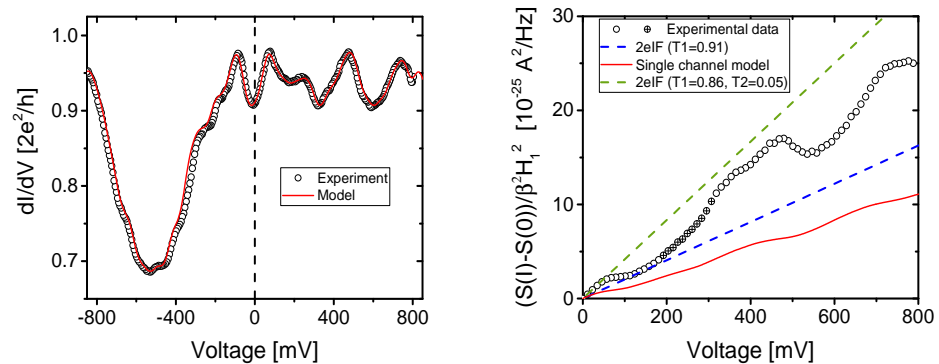 dI/dV [2e²/h]
1.0
0.9
0.8
0.7
Experiment
Model
-800
-400
0
400
800
Voltage [mV]
(S(I)-S(0))/β²H₁² [10⁻²⁵ A²/Hz]
30
20
10
0
Experimental data
2eIF (T1=0.91)
Single channel model
2eIF (T1=0.86, T2=0.05)
0
200
400
600
800
Voltage [mV]